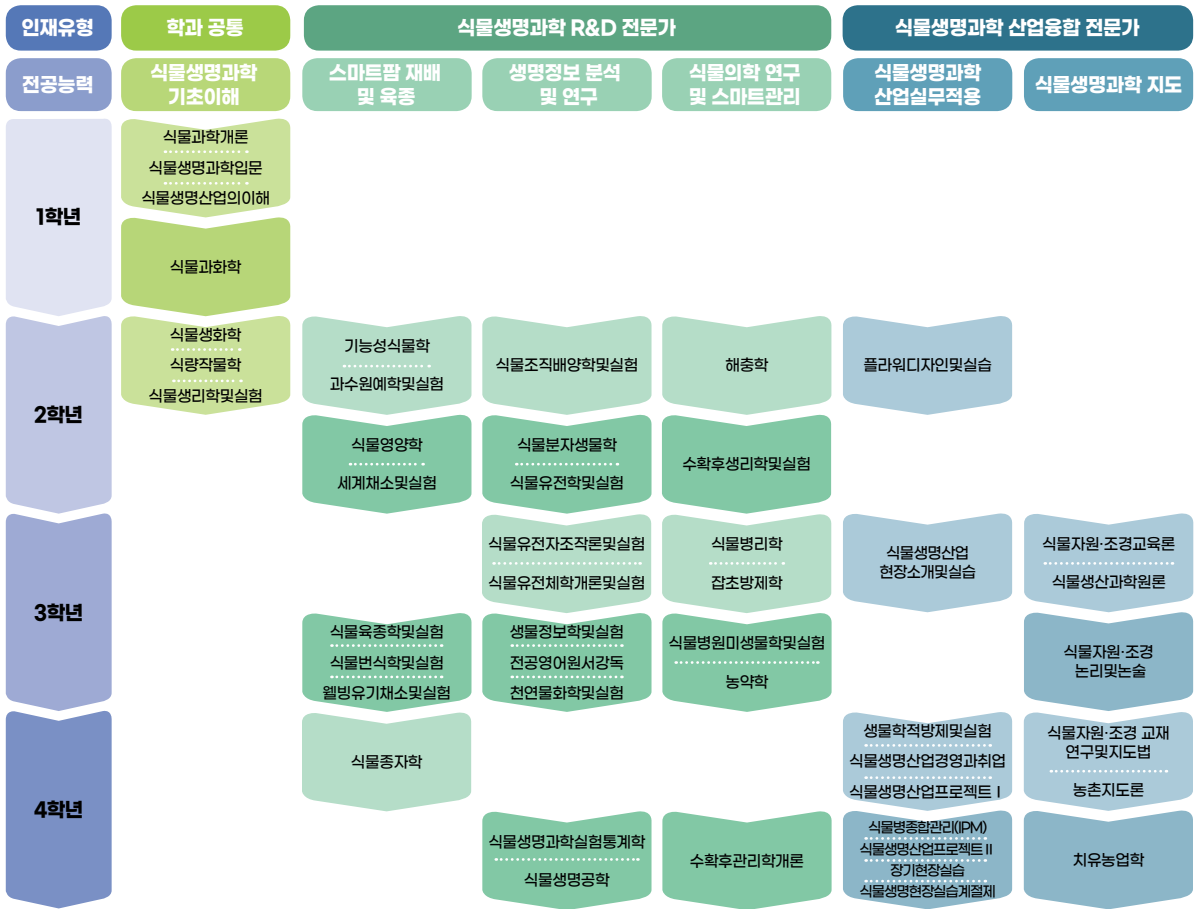 인재유형
학과 공통
식물생명과학 R&D 전문가
식물생명과학 산업융합 전문가
전공능력
식물생명과학
기초이해
스마트팜 재배
및 육종
생명정보 분석
및 연구
식물의학 연구
및 스마트관리
식물생명과학
산업실무적용
식물생명과학 지도
1학년
식물과학개론
식물생명과학입문
식물생명산업의이해
식물과화학
2학년
식물생화학
식량작물학
식물생리학및실험
기능성식물학
과수원예학및실험
식물조직배양학및실험
해충학
플라워디자인및실습
식물영양학
세계채소및실험
식물분자생물학
식물유전학및실험
수확후생리학및실험
3학년
식물유전자조작론및실험
식물유전체학개론및실험
식물병리학
잡초방제학
식물생명산업
현장소개및실습
식물자원·조경교육론
식물생산과학원론
식물육종학및실험
식물번식학및실험
웰빙유기채소및실험
생물정보학및실험
전공영어원서강독
천연물화학및실험
식물병원미생물학및실험
농약학
식물자원·조경
논리및논술
4학년
식물종자학
생물학적방제및실험
식물생명산업경영과취업
식물생명산업프로젝트Ⅰ
식물자원·조경 교재
연구및지도법
농촌지도론
식물생명과학실험통계학
식물생명공학
수확후관리학개론
식물병종합관리(IPM)
식물생명산업프로젝트Ⅱ
장기현장실습
식물생명현장실습계절제
치유농업학